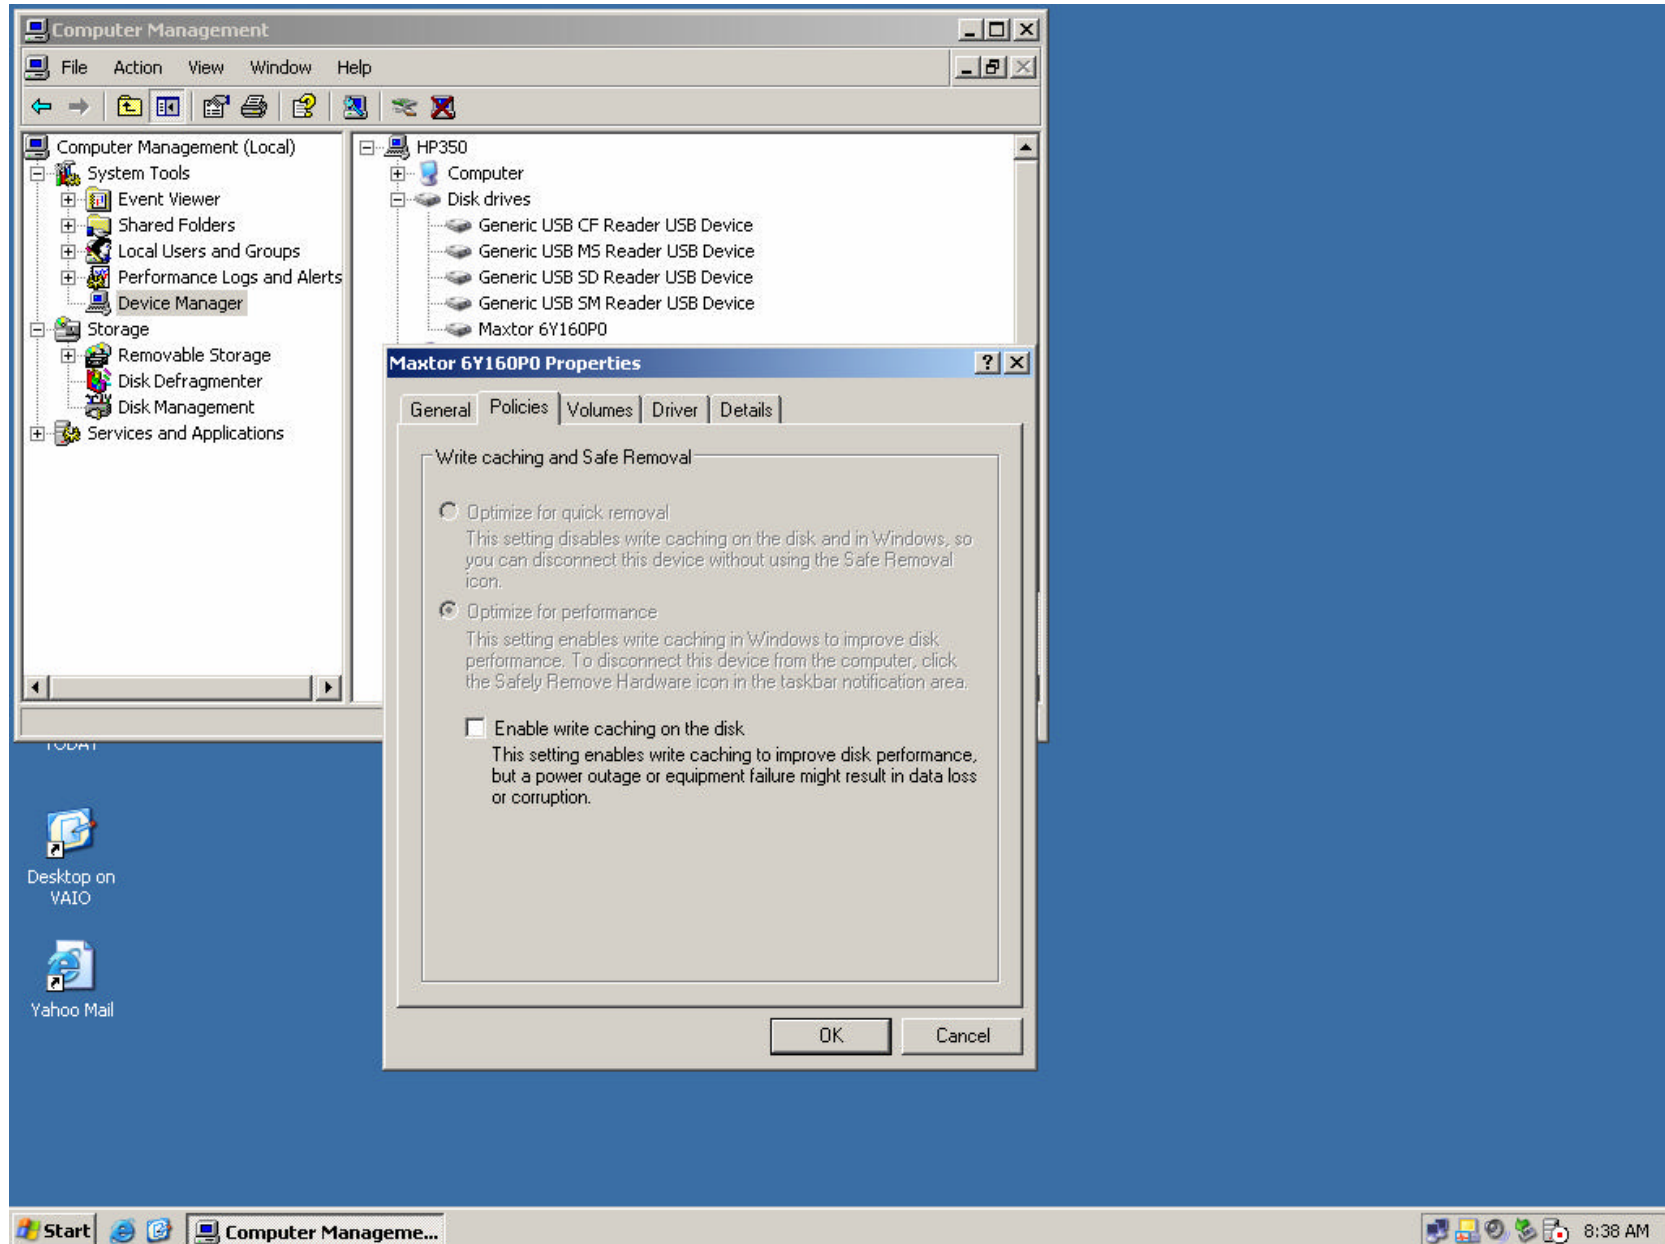 Computer Management
File Action View Window Help
Computer Management (Local)
System Tools
Event Viewer
Shared Folders
Local Users and Groups
Performance Logs and Alerts
Device Manager
Storage
Removable Storage
Disk Defragmenter
Disk Management
Services and Applications
HP350
Computer
Disk drives
Generic USB CF Reader USB Device
Generic USB MS Reader USB Device
Generic USB SD Reader USB Device
Generic USB SM Reader USB Device
Maxtor 6Y160P0
Maxtor 6Y160P0 Properties
General Policies Volumes Driver Details
Write caching and Safe Removal
Optimize for quick removal
This setting disables write caching on the disk and in Windows, so
you can disconnect this device without using the Safe Removal
icon.
Optimize for performance
This setting enables write caching in Windows to improve disk
performance. To disconnect this device from the computer, click
the Safely Remove Hardware icon in the taskbar notification area.
Enable write caching on the disk
This setting enables write caching to improve disk performance,
but a power outage or equipment failure might result in data loss
or corruption.
OK Cancel
TODAY
Desktop on
VAIO
Yahoo Mail
Start Computer Manageme... 8:38 AM